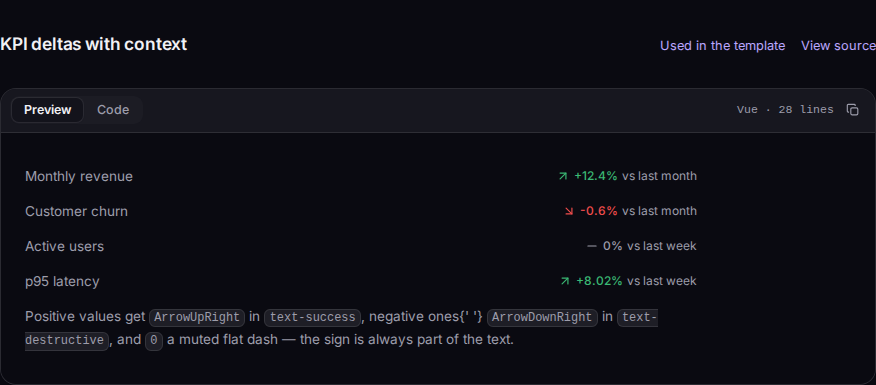 KPI deltas with context
Used in the template View source
Preview Code
Vue · 28 lines
Monthly revenue +12.4% vs last month
Customer churn -0.6% vs last month
Active users 0% vs last week
p95 latency +8.02% vs last week
Positive values get ArrowUpRight in text-success, negative ones{' '} ArrowDownRight in text-
destructive, and 0 a muted flat dash — the sign is always part of the text.